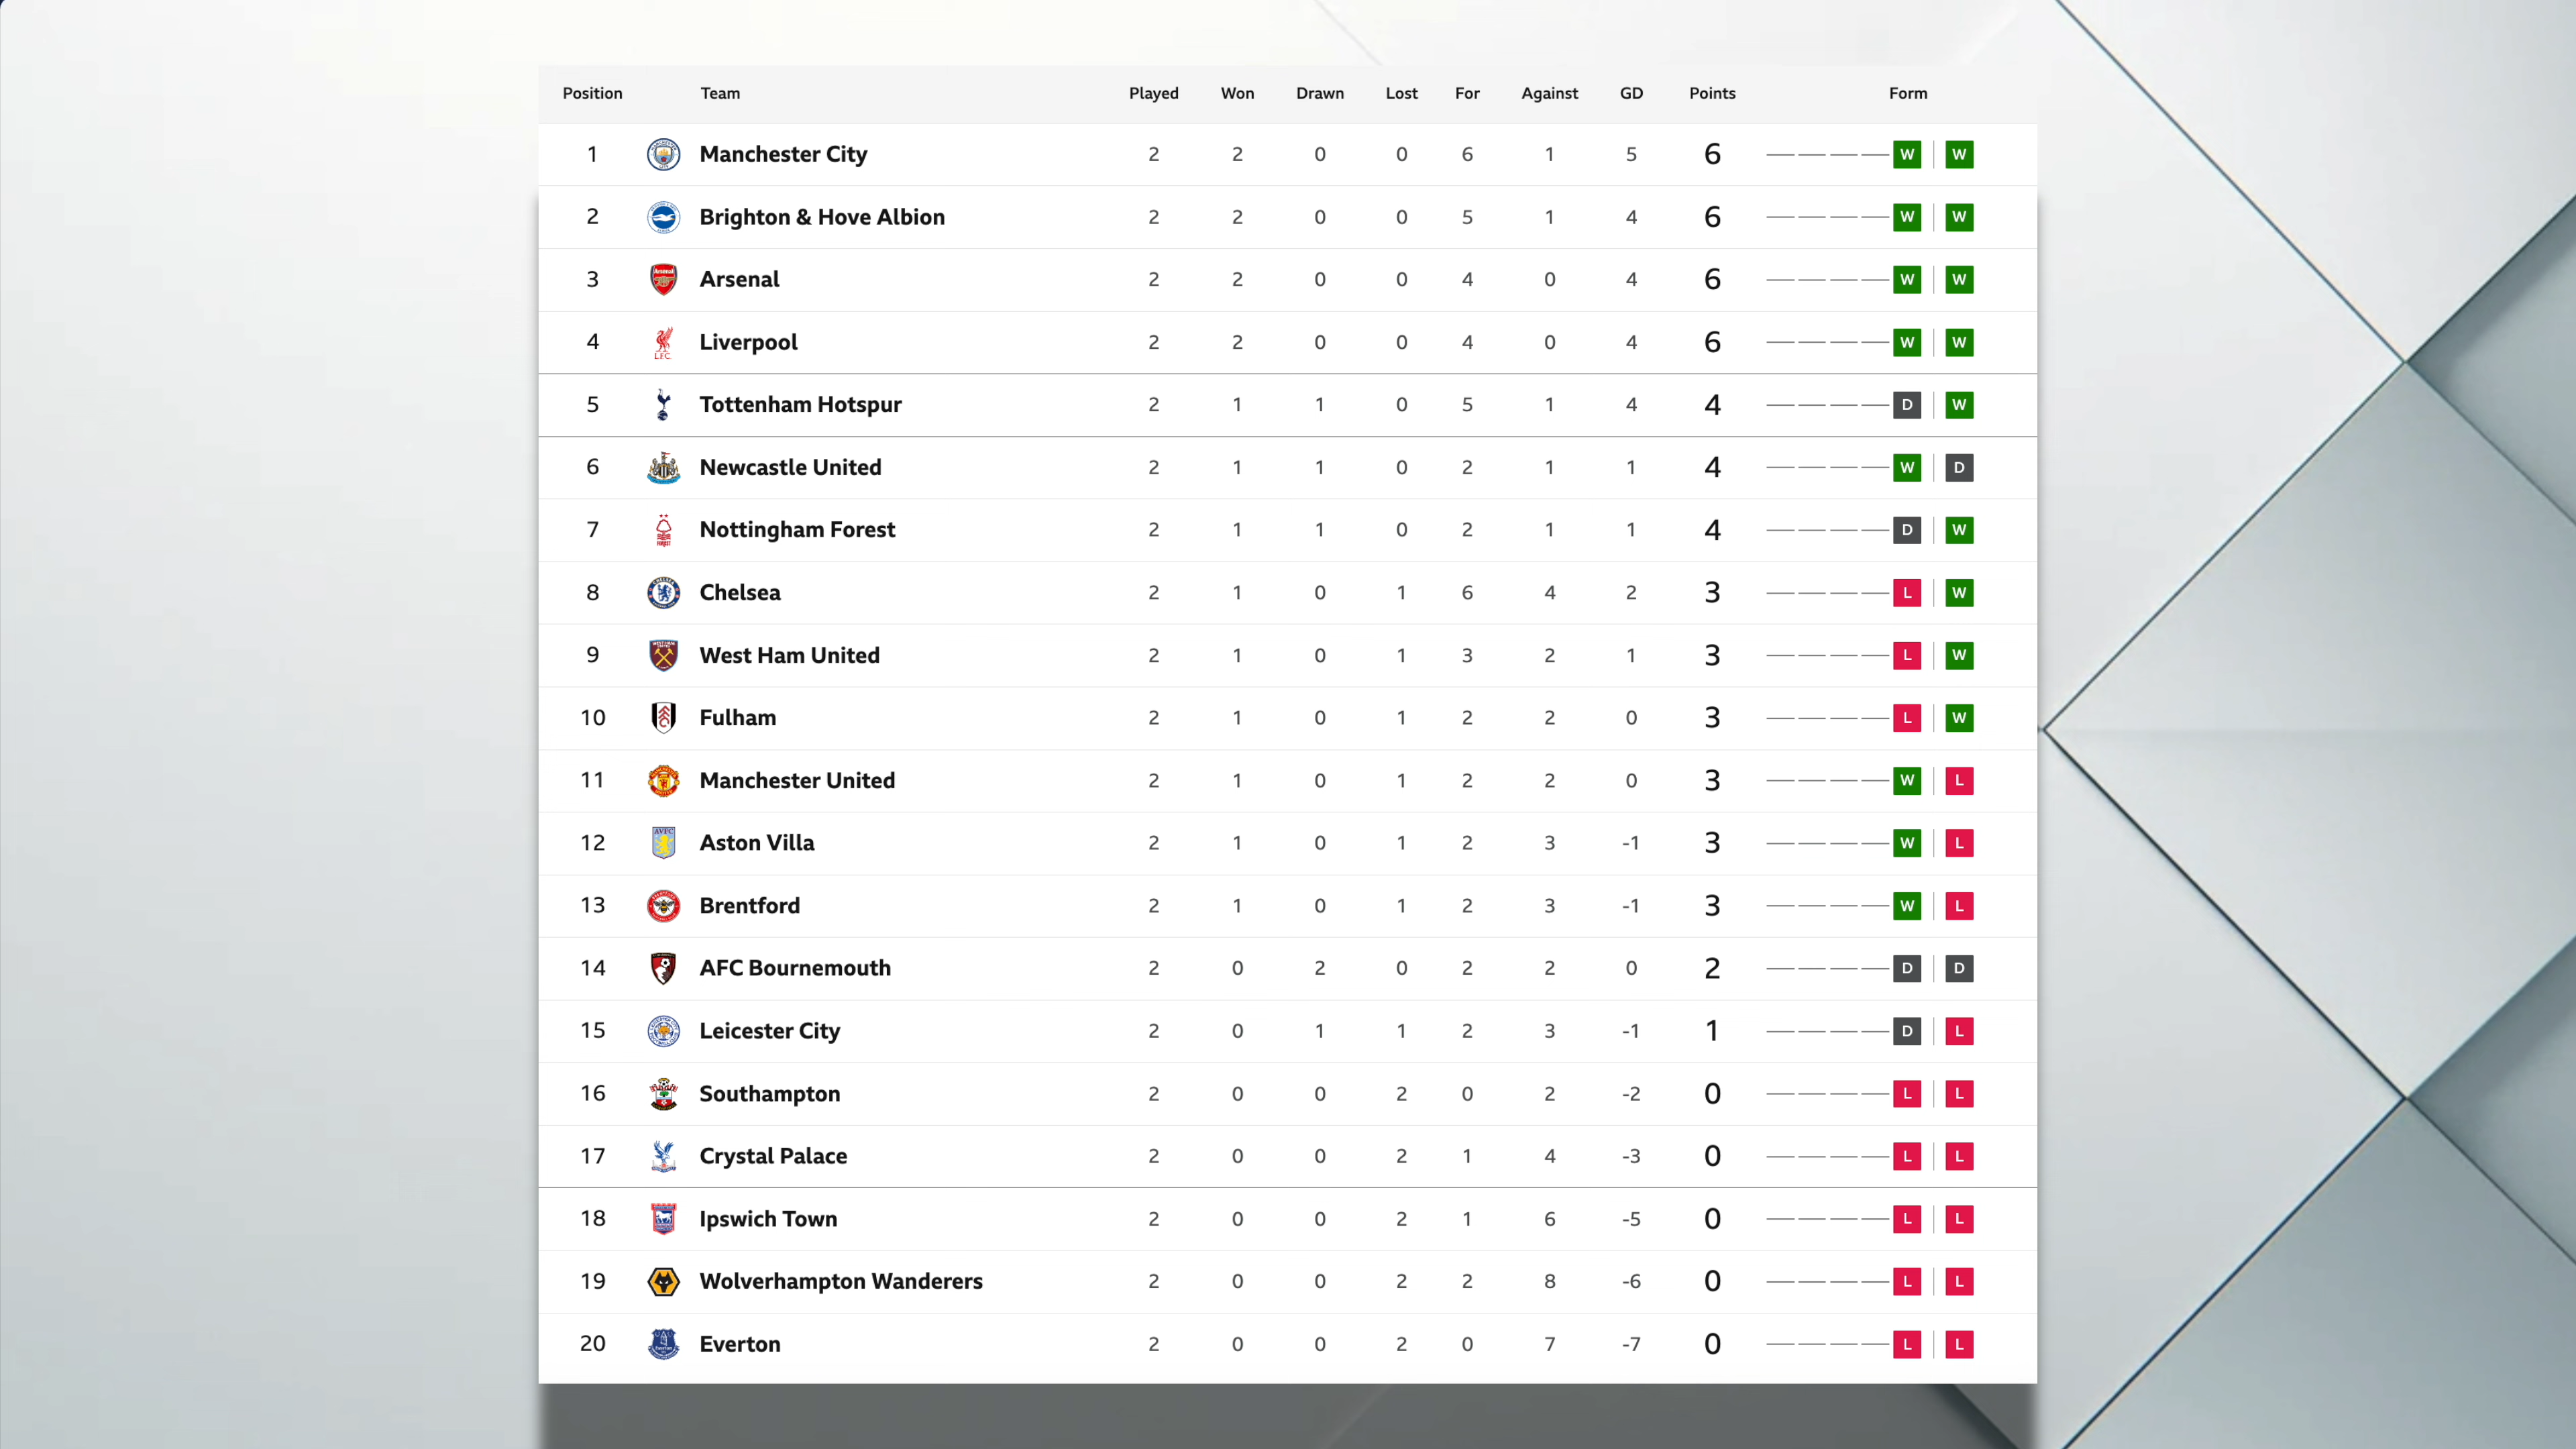 Position Team Played Won Drawn Lost For Against GD Points Form
1 Manchester City 2 2 0 0 6 1 5 6 W W
2 Brighton & Hove Albion 2 2 0 0 5 1 4 6 W W
3 Arsenal 2 2 0 0 4 0 4 6 W W
4 Liverpool 2 2 0 0 4 0 4 6 W W
5 Tottenham Hotspur 2 1 1 0 5 1 4 4 D W
6 Newcastle United 2 1 1 0 2 1 1 4 W D
7 Nottingham Forest 2 1 1 0 2 1 1 4 D W
8 Chelsea 2 1 0 1 6 4 2 3 L W
9 West Ham United 2 1 0 1 3 2 1 3 L W
10 Fulham 2 1 0 1 2 2 0 3 L W
11 Manchester United 2 1 0 1 2 2 0 3 W L
12 Aston Villa 2 1 0 1 2 3 -1 3 W L
13 Brentford 2 1 0 1 2 3 -1 3 W L
14 AFC Bournemouth 2 0 2 0 2 2 0 2 D D
15 Leicester City 2 0 1 1 2 3 -1 1 D L
16 Southampton 2 0 0 2 0 2 -2 0 L L
17 Crystal Palace 2 0 0 2 1 4 -3 0 L L
18 Ipswich Town 2 0 0 2 1 6 -5 0 L L
19 Wolverhampton Wanderers 2 0 0 2 2 8 -6 0 L L
20 Everton 2 0 0 2 0 7 -7 0 L L